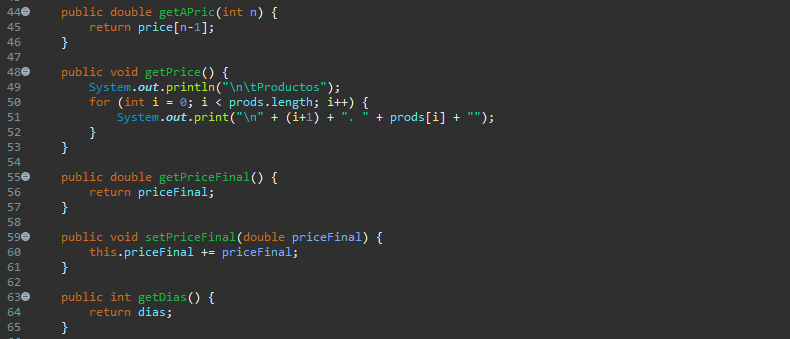 44 public double getAPric(int n) {
45 return price[n-1];
46 }
47
48 public void getPrice() {
49 System.out.println("\n\tProductos");
50 for (int i = 0; i < prods.length; i++) {
51 System.out.print("\n" + (i+1) + ". " + prods[i] + "");
52 }
53 }
54
55 public double getPriceFinal() {
56 return priceFinal;
57 }
58
59 public void setPriceFinal(double priceFinal) {
60 this.priceFinal += priceFinal;
61 }
62
63 public int getDias() {
64 return dias;
65 }